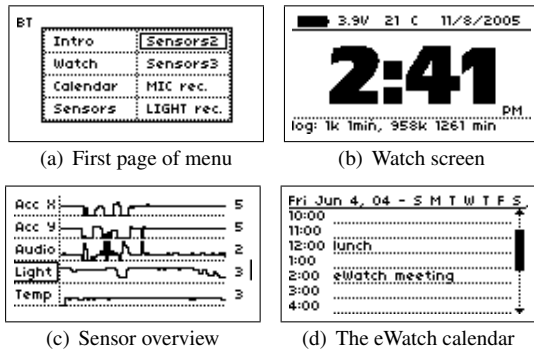 BT
Intro Sensors2
Watch Sensors3
Calendar MIC rec.
Sensors LIGHT rec.
(a) First page of menu
3.9V 21 C 11/8/2005
2:41
PM
log: 1k 1min, 958k 1261 min
(b) Watch screen
Acc X 5
Acc Y 5
Audio 2
Light 3
Temp 3
(c) Sensor overview
Fri Jun 4, 04 - S M T W T F S
10:00
11:00
12:00 lunch
1:00
2:00 eWatch meeting
3:00
4:00
(d) The eWatch calendar